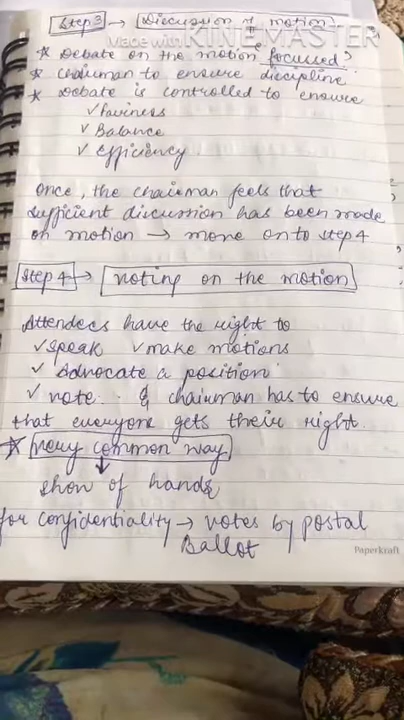 Step 3 → Discussion of motion
Made with KINEMASTER
* Debate on the motion focussed?
* Chairman to ensure discipline
* Debate is controlled to ensure
✓ Fairness
✓ Balance
✓ Efficiency.
Once, the chairman feels that
sufficient discussion has been made
on motion → move onto step 4
Step 4 → voting on the motion
Attendees have the right to
✓ speak ✓ make motions
✓ Advocate a position
✓ vote. & chairman has to ensure
that everyone gets their right.
* very common way
↓
show of hands
for confidentiality → votes by postal
Ballot
Paperkraft